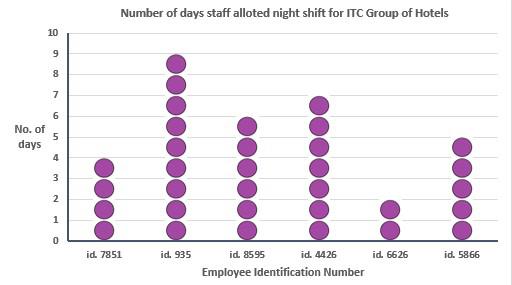 Number of days staff alloted night shift for ITC Group of Hotels
10
9
8
7
6
5
4
3
2
1
0
No. of
days
id. 7851 id. 935 id. 8595 id. 4426 id. 6626 id. 5866
Employee Identification Number